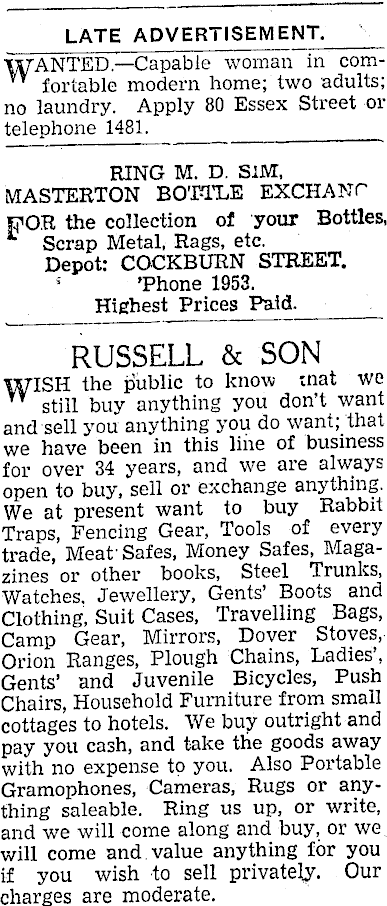 LATE ADVERTISEMENT.
WANTED.—Capable woman in com-
fortable modern home; two adults;
no laundry. Apply 80 Essex Street or
telephone 1481.
RING M. D. SIM,
MASTERTON BOTTLE EXCHANG
FOR the collection of your Bottles,
Scrap Metal, Rags, etc.
Depot: COCKBURN STREET.
'Phone 1953.
Highest Prices Paid.
RUSSELL & SON
WISH the public to know that we
still buy anything you don't want
and sell you anything you do want; that
we have been in this line of business
for over 34 years, and we are always
open to buy, sell or exchange anything.
We at present want to buy Rabbit
Traps, Fencing Gear, Tools of every
trade, Meat Safes, Money Safes, Maga-
zines or other books, Steel Trunks,
Watches, Jewellery, Gents' Boots and
Clothing, Suit Cases, Travelling Bags,
Camp Gear, Mirrors, Dover Stoves,
Orion Ranges, Plough Chains, Ladies',
Gents' and Juvenile Bicycles, Push
Chairs, Household Furniture from small
cottages to hotels. We buy outright and
pay you cash, and take the goods away
with no expense to you. Also Portable
Gramophones, Cameras, Rugs or any-
thing saleable. Ring us up, or write,
and we will come along and buy, or we
will come and value anything for you
if you wish to sell privately. Our
charges are moderate.